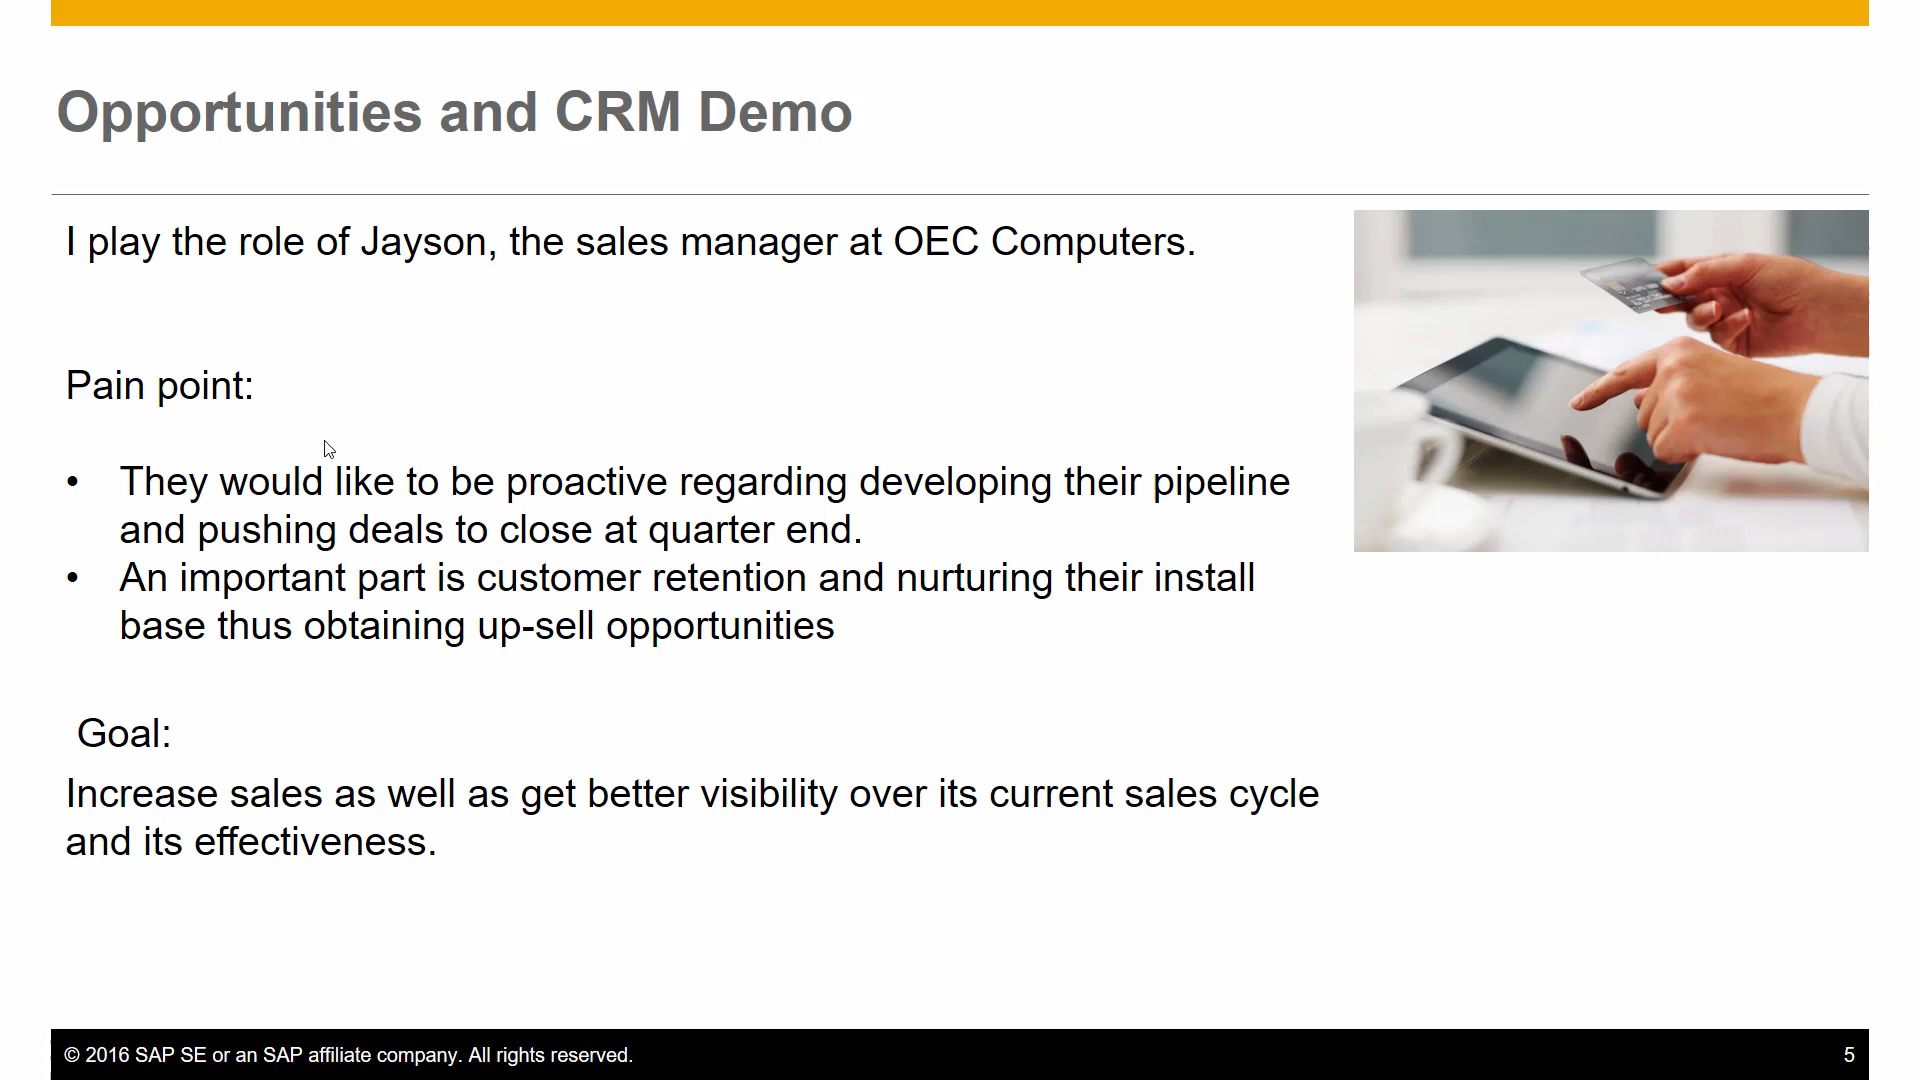 Opportunities and CRM Demo
I play the role of Jayson, the sales manager at OEC Computers.
Pain point:
• They would like to be proactive regarding developing their pipeline
and pushing deals to close at quarter end.
• An important part is customer retention and nurturing their install
base thus obtaining up-sell opportunities
Goal:
Increase sales as well as get better visibility over its current sales cycle
and its effectiveness.
© 2016 SAP SE or an SAP affiliate company. All rights reserved.
5